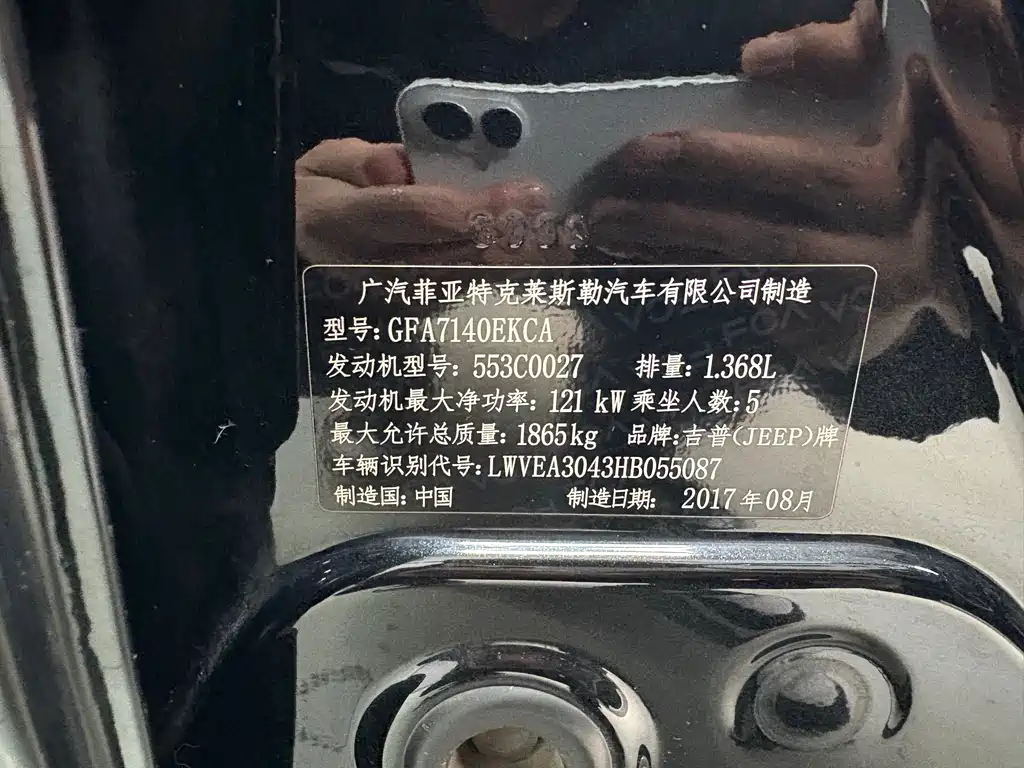 广汽菲亚特克莱斯勒汽车有限公司制造
型号: GFA7140EKCA
发动机型号: 553C0027 排量: 1.368L
发动机最大净功率: 121 kW 乘坐人数: 5
最大允许总质量: 1865kg 品牌: 吉普(JEEP)牌
车辆识别代号: LWVEA3043HB055087
制造国: 中国 制造日期: 2017年08月